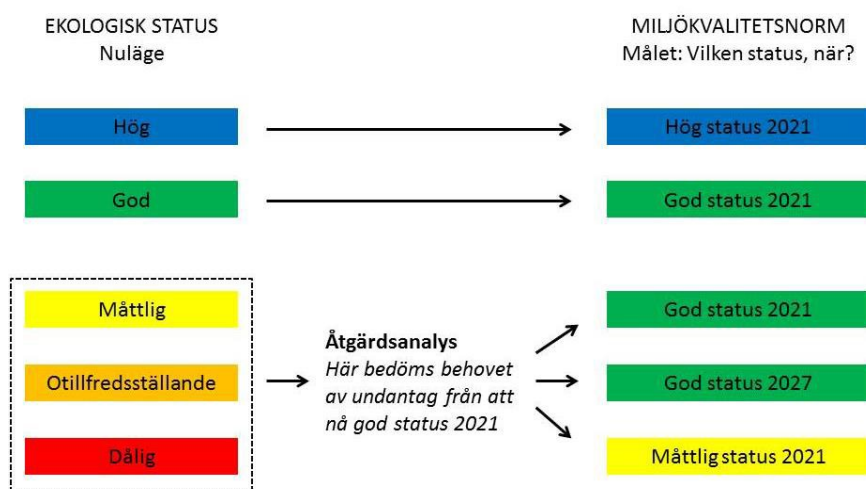 EKOLOGISK STATUS
Nuläge
MILJÖKVALITETSNORM
Målet: Vilken status, när?
Hög
Hög status 2021
God
God status 2021
Måttlig
Otillfredsställande
Dålig
Åtgärdsanalys
Här bedöms behovet
av undantag från att
nå god status 2021
God status 2021
God status 2027
Måttlig status 2021